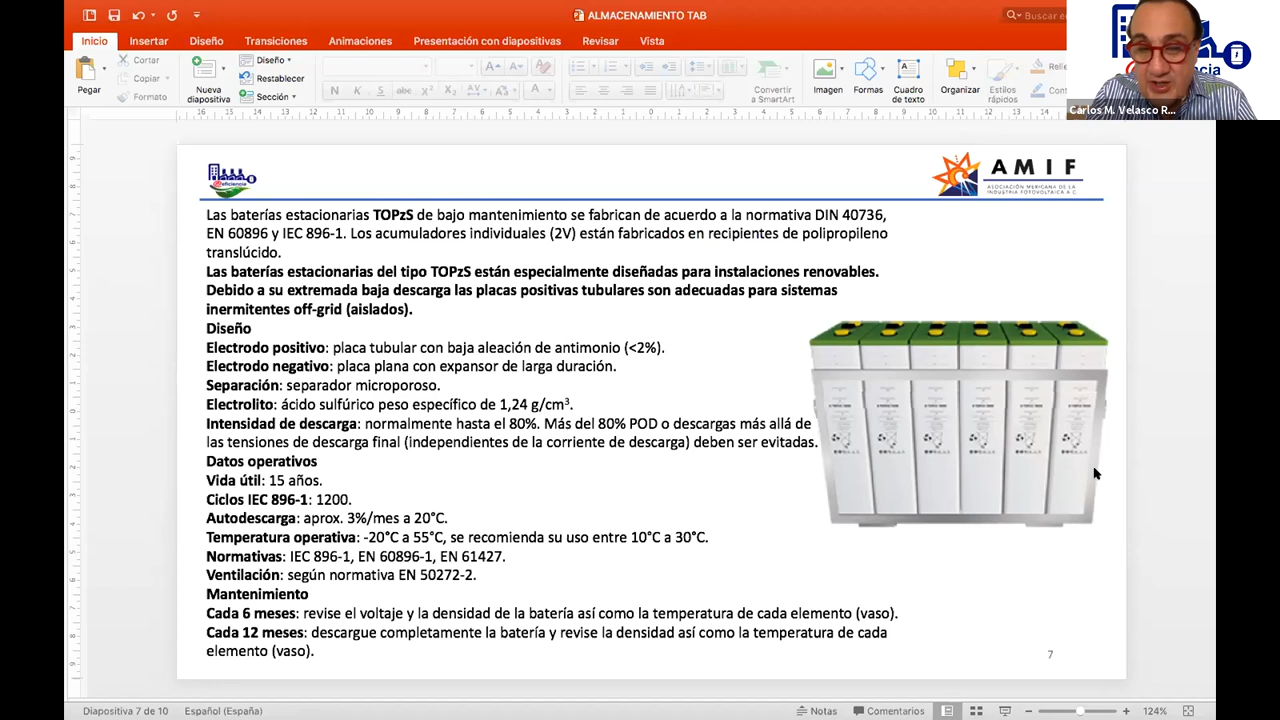 ALMACENAMIENTO TAB
Buscar en
Inicio
Insertar
Diseño
Transiciones
Animaciones
Presentación con diapositivas
Revisar
Vista
Pegar
Cortar
Copiar
Formato
Nueva
diapositiva
Diseño
Restablecer
Sección
Convertir
a SmartArt
Imagen
Formas
Cuadro
de texto
Organizar
Estilos
rápidos
Carlos M. Velasco R...
eficiencia
AMIF
ASOCIACIÓN MEXICANA DE LA
INDUSTRIA FOTOVOLTAICA A C
Las baterías estacionarias TOPzS de bajo mantenimiento se fabrican de acuerdo a la normativa DIN 40736,
EN 60896 y IEC 896-1. Los acumuladores individuales (2V) están fabricados en recipientes de polipropileno
translúcido.
Las baterías estacionarias del tipo TOPzS están especialmente diseñadas para instalaciones renovables.
Debido a su extremada baja descarga las placas positivas tubulares son adecuadas para sistemas
inermitentes off-grid (aislados).
Diseño
Electrodo positivo: placa tubular con baja aleación de antimonio (<2%).
Electrodo negativo: placa plana con expansor de larga duración.
Separación: separador microporoso.
Electrolito: ácido sulfúrico peso específico de 1,24 g/cm³.
Intensidad de descarga: normalmente hasta el 80%. Más del 80% POD o descargas más allá de
las tensiones de descarga final (independientes de la corriente de descarga) deben ser evitadas.
Datos operativos
Vida útil: 15 años.
Ciclos IEC 896-1: 1200.
Autodescarga: aprox. 3%/mes a 20°C.
Temperatura operativa: -20°C a 55°C, se recomienda su uso entre 10°C a 30°C.
Normativas: IEC 896-1, EN 60896-1, EN 61427.
Ventilación: según normativa EN 50272-2.
Mantenimiento
Cada 6 meses: revise el voltaje y la densidad de la batería así como la temperatura de cada elemento (vaso).
Cada 12 meses: descargue completamente la batería y revise la densidad así como la temperatura de cada
elemento (vaso).
7
Diapositiva 7 de 10
Español (España)
Notas
Comentarios
124%